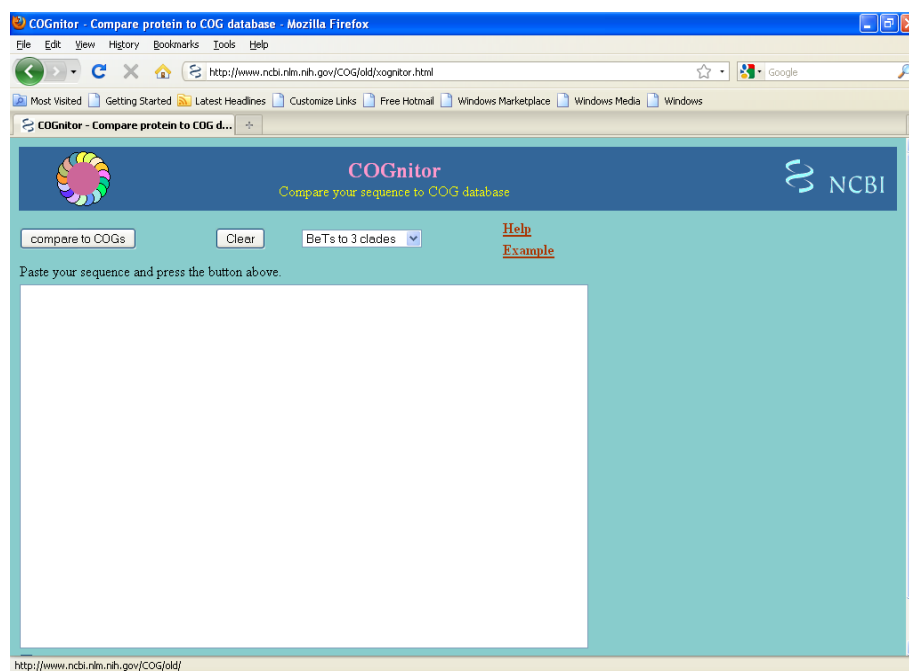 COGnitor - Compare protein to COG database - Mozilla Firefox
File Edit View History Bookmarks Tools Help
http://www.ncbi.nlm.nih.gov/COG/old/xognitor.html Google
Most Visited Getting Started Latest Headlines Customize Links Free Hotmail Windows Marketplace Windows Media Windows
COGnitor - Compare protein to COG d...
COGnitor
Compare your sequence to COG database
NCBI
compare to COGs Clear BeTs to 3 clades Help
Example
Paste your sequence and press the button above.
http://www.ncbi.nlm.nih.gov/COG/old/